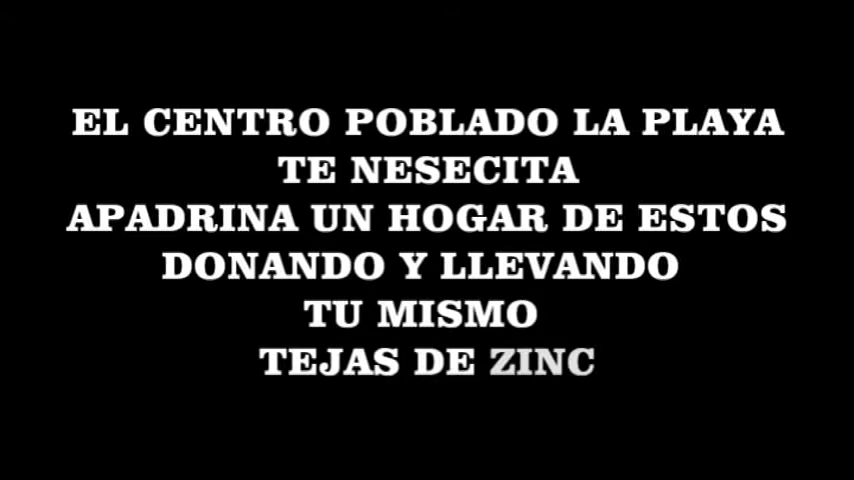 EL CENTRO POBLADO LA PLAYA
TE NESECITA
APADRINA UN HOGAR DE ESTOS
DONANDO Y LLEVANDO
TU MISMO
TEJAS DE ZINC